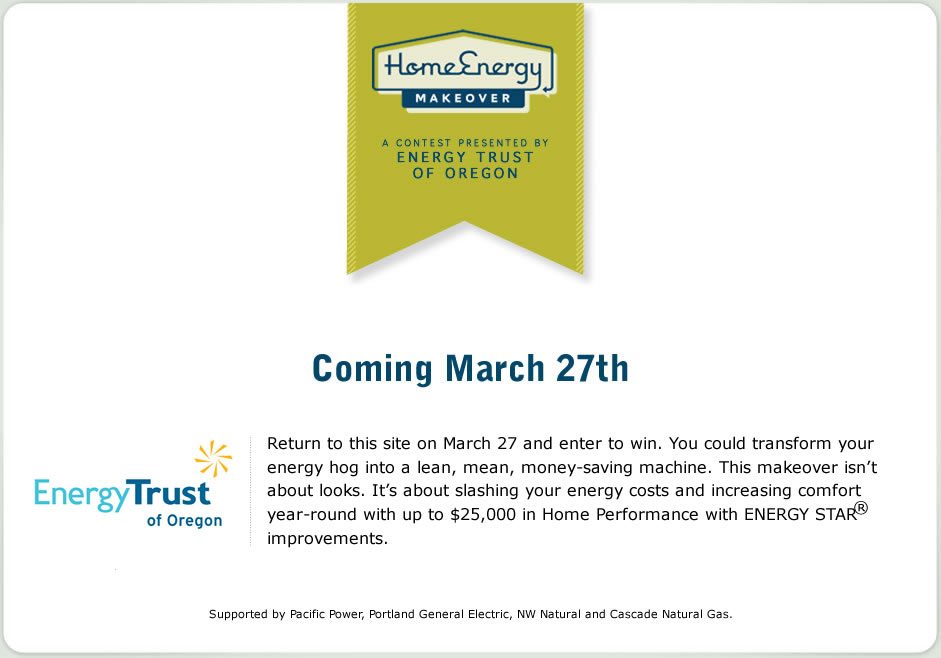 HomeEnergy
MAKEOVER
A CONTEST PRESENTED BY
ENERGY TRUST
OF OREGON
Coming March 27th
EnergyTrust
of Oregon
Return to this site on March 27 and enter to win. You could transform your
energy hog into a lean, mean, money-saving machine. This makeover isn't
about looks. It's about slashing your energy costs and increasing comfort
year-round with up to $25,000 in Home Performance with ENERGY STAR®
improvements.
Supported by Pacific Power, Portland General Electric, NW Natural and Cascade Natural Gas.